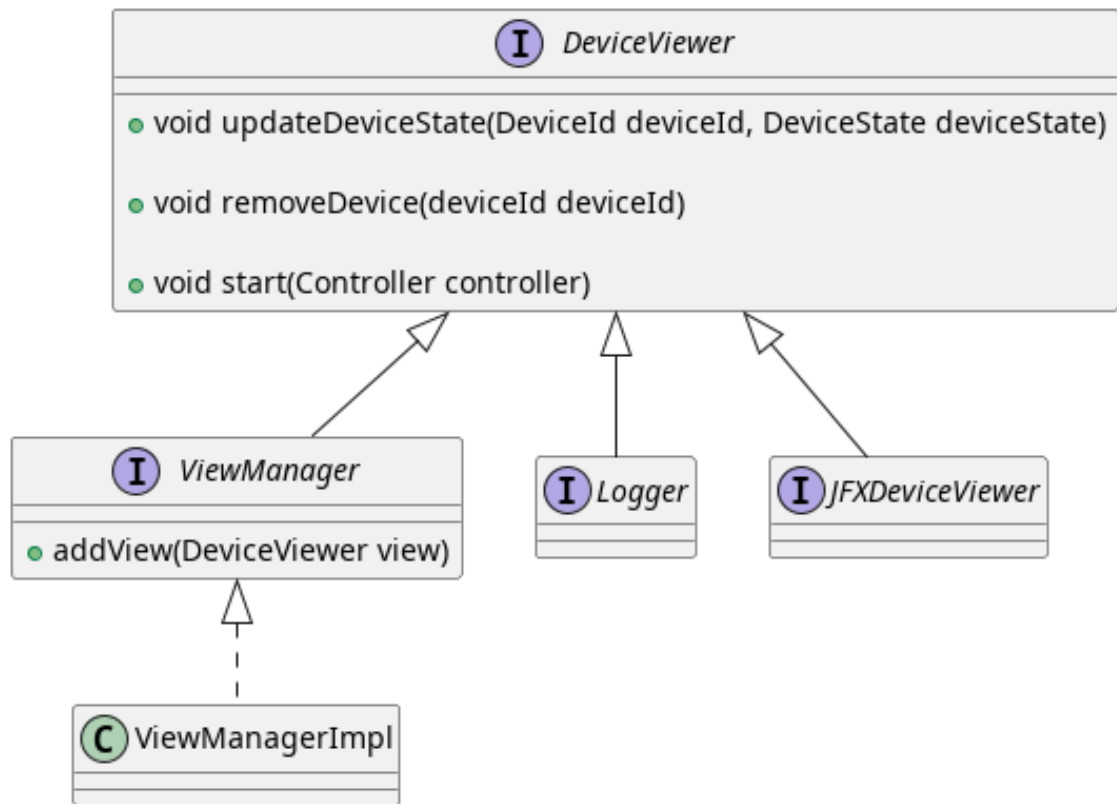 I DeviceViewer
void updateDeviceState(DeviceId deviceId, DeviceState deviceState)
void removeDevice(deviceId deviceId)
void start(Controller controller)
I ViewManager
addView(DeviceViewer view)
I Logger
I JFXDeviceViewer
C ViewManagerImpl